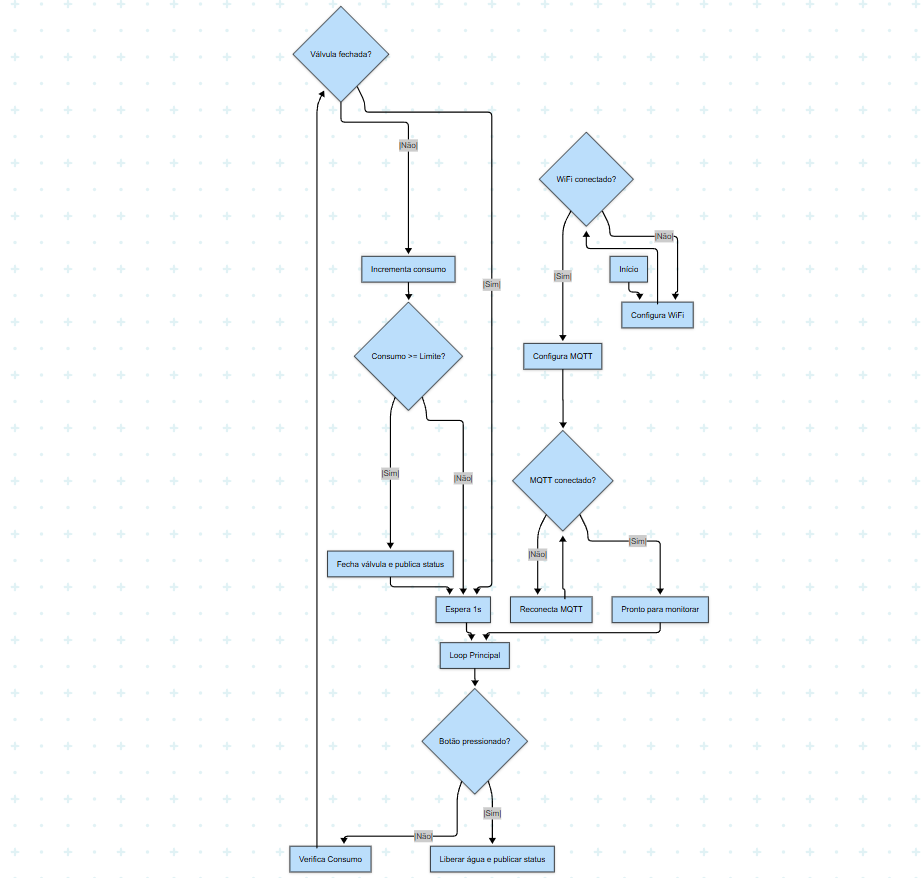 Válvula fechada?
|Não|
WiFi conectado?
|Não|
Incrementa consumo
Início
|Sim|
|Sim|
Configura WiFi
Consumo >= Limite?
Configura MQTT
|Sim|
|Não|
MQTT conectado?
|Sim|
|Não|
Fecha válvula e publica status
Espera 1s
Reconecta MQTT
Pronto para monitorar
Loop Principal
Botão pressionado?
|Sim|
|Não|
Verifica Consumo
Liberar água e publicar status